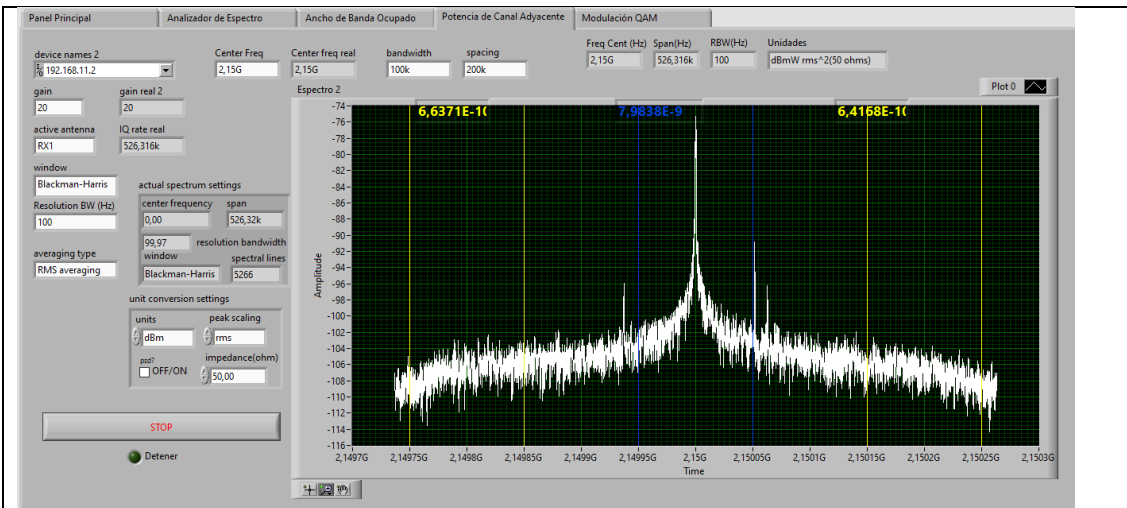 Panel Principal Analizador de Espectro Ancho de Banda Ocupado Potencia de Canal Adyacente Modulación QAM
device names 2 Center Freq Center freq real bandwidth spacing Freq Cent (Hz) Span(Hz) RBW(Hz) Unidades
192.168.11.2 2,15G 2,15G 100k 200k 2,15G 526,316k 100 dBmW rms^2(50 ohms)
gain gain real 2 Espectro 2 Plot 0
20 20
active antenna IQ rate real
RX1 526,316k
window
Blackman-Harris
Resolution BW (Hz)
100
averaging type
RMS averaging
actual spectrum settings
center frequency span
0,00 526,32k
99,97 resolution bandwidth
window spectral lines
Blackman-Harris 5266
unit conversion settings
units peak scaling
dBm rms
psd? impedance(ohm)
OFF/ON 50,00
STOP
Detener
6,6371E-1( 7,9838E-9 6,4168E-1(
Amplitude
-74
-76
-78
-80
-82
-84
-86
-88
-90
-92
-94
-96
-98
-100
-102
-104
-106
-108
-110
-112
-114
-116
2,1497G 2,14975G 2,1498G 2,14985G 2,1499G 2,14995G 2,15G 2,15005G 2,1501G 2,15015G 2,1502G 2,15025G 2,1503G
Time